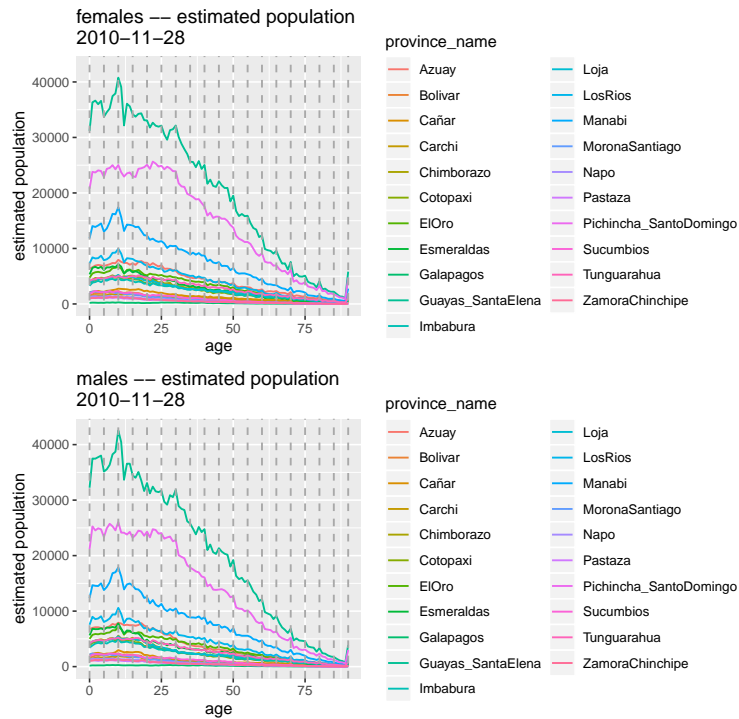 females −− estimated population
2010−11−28
estimated population
40000
30000
20000
10000
0
0 25 50 75
age
province_name
Azuay
Bolivar
Cañar
Carchi
Chimborazo
Cotopaxi
ElOro
Esmeraldas
Galapagos
Guayas_SantaElena
Imbabura
Loja
LosRios
Manabi
MoronaSantiago
Napo
Pastaza
Pichincha_SantoDomingo
Sucumbios
Tungurahua
ZamoraChinchipe
males −− estimated population
2010−11−28
estimated population
40000
30000
20000
10000
0
0 25 50 75
age
province_name
Azuay
Bolivar
Cañar
Carchi
Chimborazo
Cotopaxi
ElOro
Esmeraldas
Galapagos
Guayas_SantaElena
Imbabura
Loja
LosRios
Manabi
MoronaSantiago
Napo
Pastaza
Pichincha_SantoDomingo
Sucumbios
Tungurahua
ZamoraChinchipe